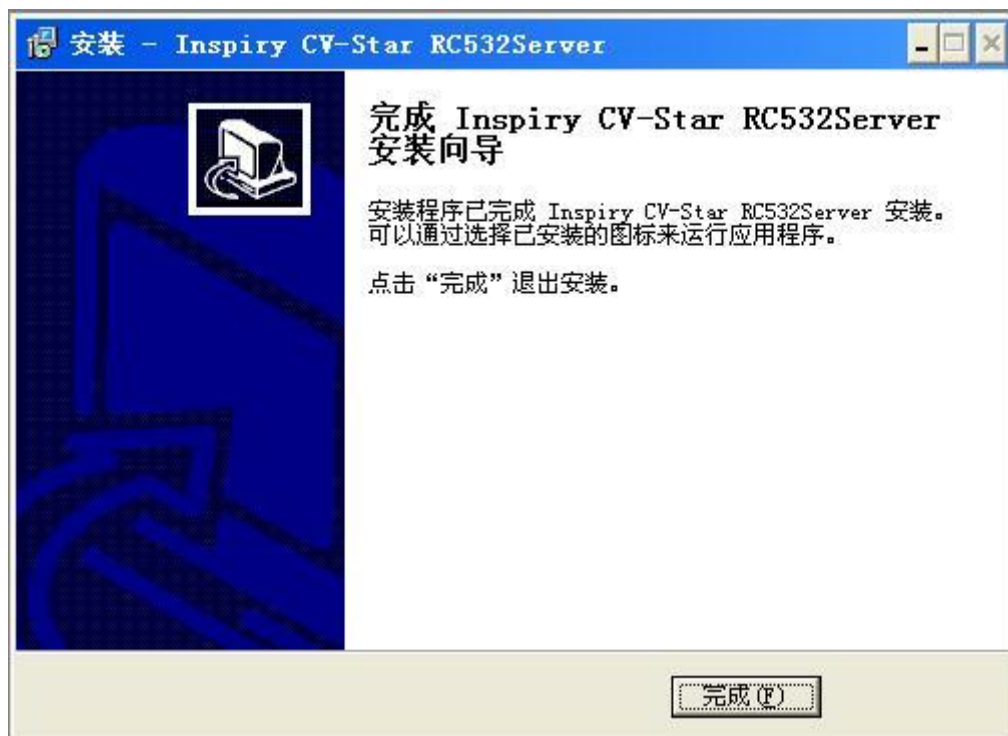 安装 - Inspiry CV-Star RC532Server
完成 Inspiry CV-Star RC532Server
安装向导
安装程序已完成 Inspiry CV-Star RC532Server 安装。
可以通过选择已安装的图标来运行应用程序。
点击“完成”退出安装。
完成(F)